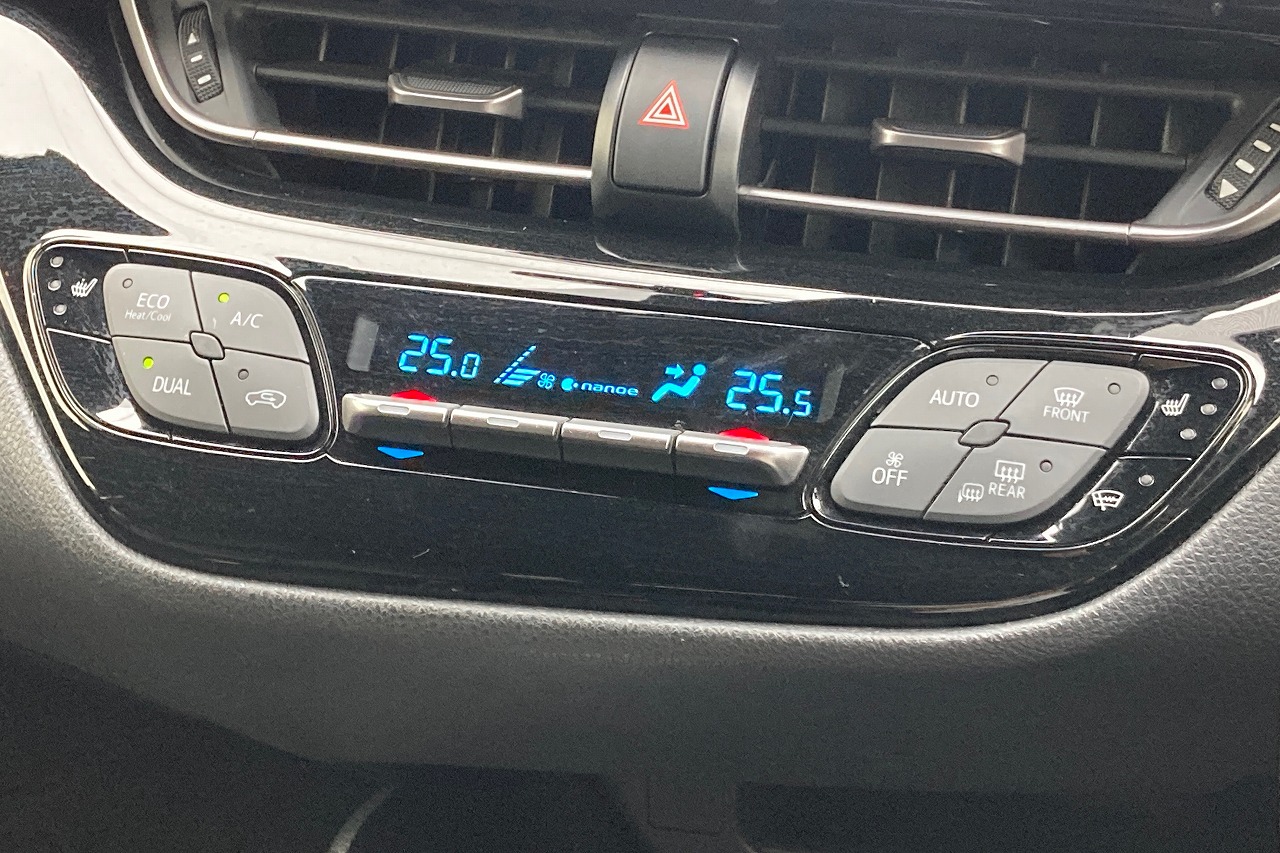 ECO
Heat/Cool
A/C
DUAL
25.0
nanoe
25.5
AUTO
FRONT
OFF
REAR